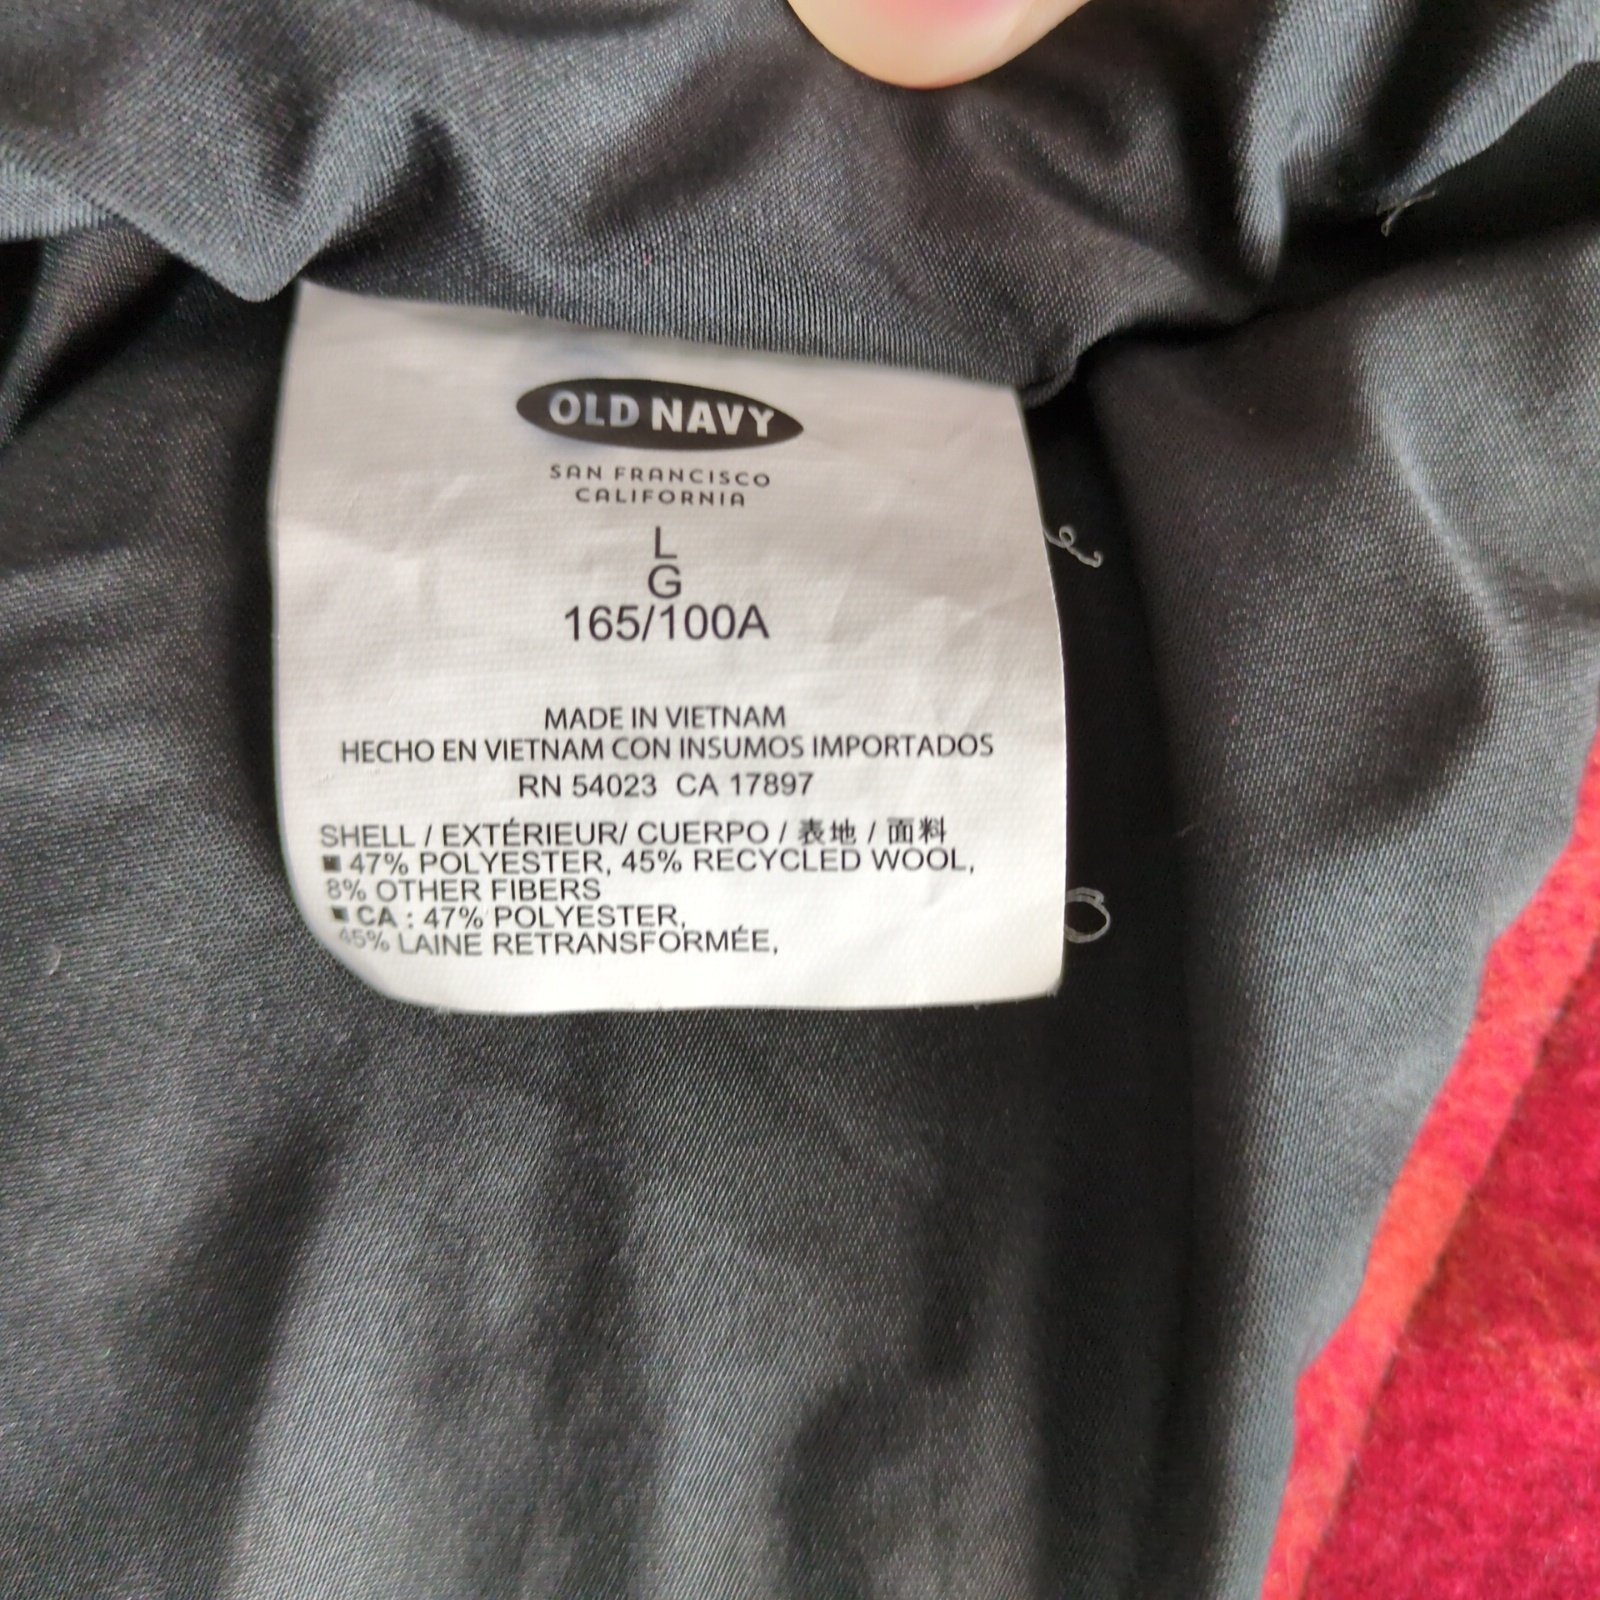 OLD NAVY
SAN FRANCISCO
CALIFORNIA
L
G
165/100A
MADE IN VIETNAM
HECHO EN VIETNAM CON INSUMOS IMPORTADOS
RN 54023 CA 17897
SHELL / EXTÉRIEUR/ CUERPO / 表地 / 面料
■ 47% POLYESTER, 45% RECYCLED WOOL,
8% OTHER FIBERS
■ CA : 47% POLYESTER,
45% LAINE RETRANSFORMÉE,